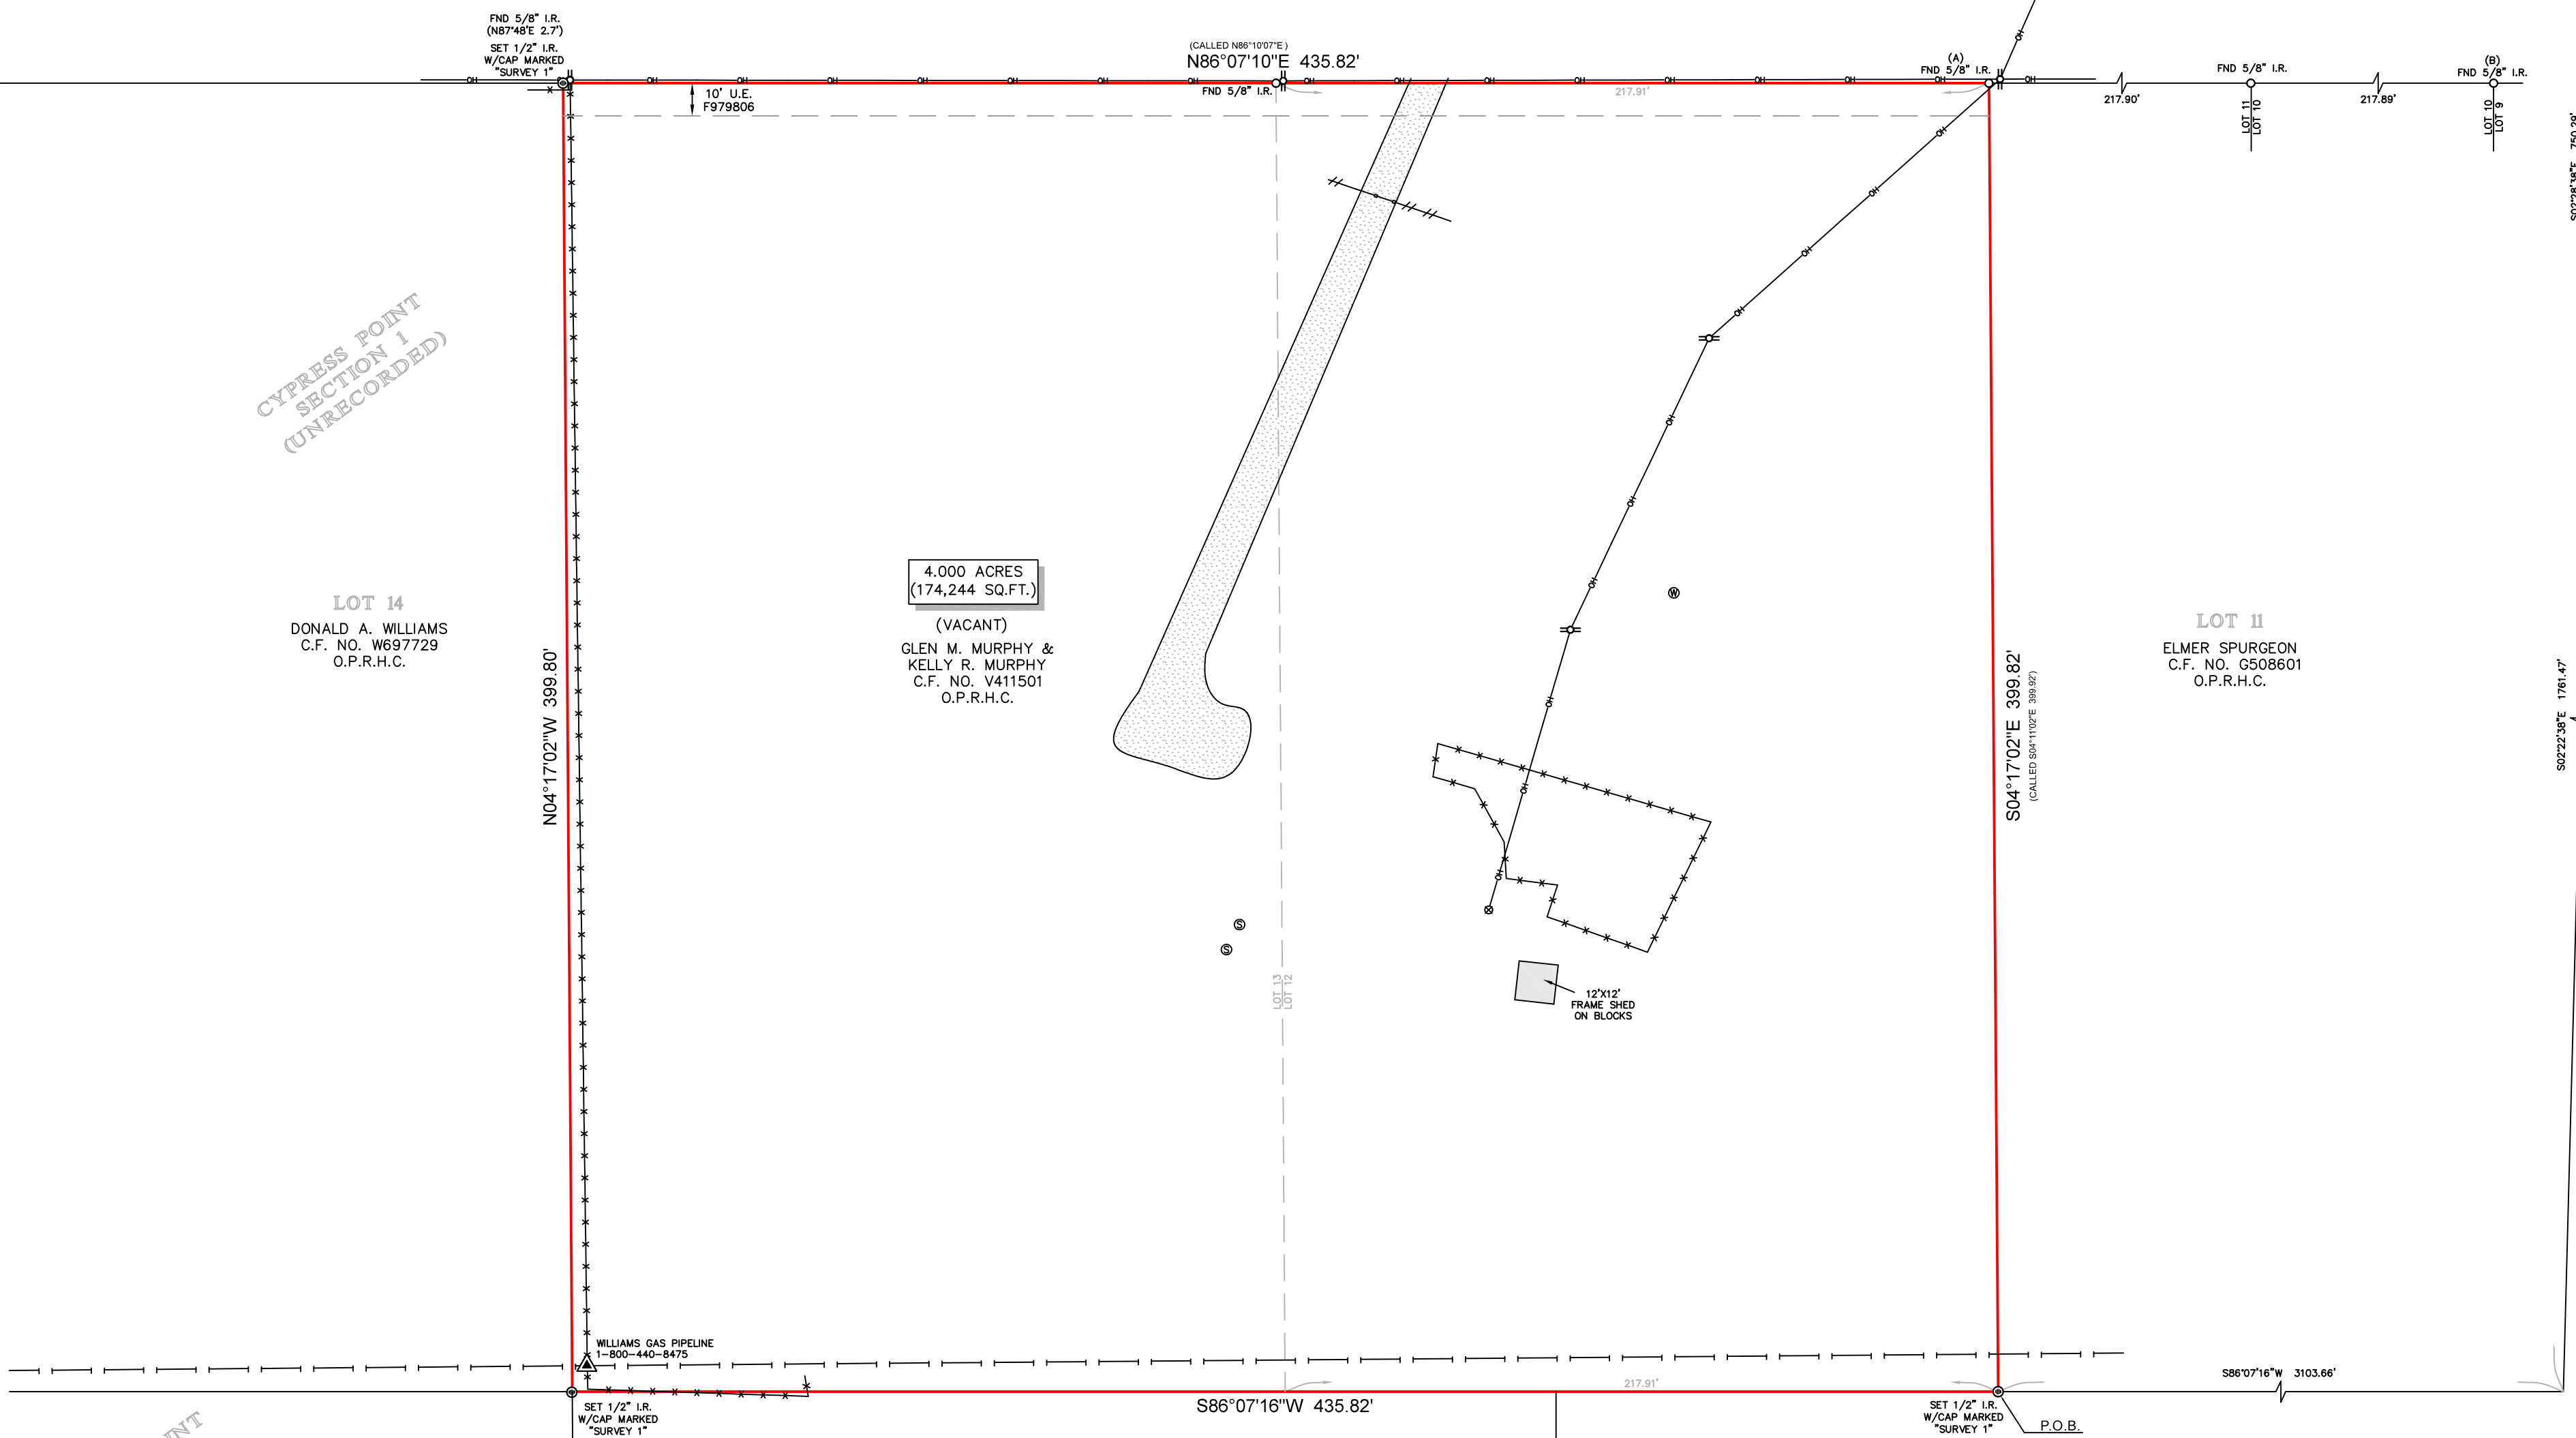 FND 5/8" I.R.
(N87°48'E 2.7')
SET 1/2" I.R.
W/CAP MARKED
"SURVEY 1"
(CALLED N86°10'07"E)
N86°07'10"E 435.82'
FND 5/8" I.R.
217.91'
(A)
FND 5/8" I.R.
217.90'
FND 5/8" I.R.
LOT 11
LOT 10
217.89'
(B)
FND 5/8" I.R.
LOT 10
LOT 9
10' U.E.
F979806
CYPRESS POINT
SECTION 1
(UNRECORDED)
LOT 14
DONALD A. WILLIAMS
C.F. NO. W697729
O.P.R.H.C.
N04°17'02"W 399.80'
4.000 ACRES
(174,244 SQ.FT.)
(VACANT)
GLEN M. MURPHY &
KELLY R. MURPHY
C.F. NO. V411501
O.P.R.H.C.
W
S
S
LOT 13
LOT 12
12'X12'
FRAME SHED
ON BLOCKS
S04°17'02"E 399.82'
(CALLED S04°11'02"E 399.92')
LOT 11
ELMER SPURGEON
C.F. NO. G508601
O.P.R.H.C.
S02°22'38"E 1761.47'
WILLIAMS GAS PIPELINE
1-800-440-8475
SET 1/2" I.R.
W/CAP MARKED
"SURVEY 1"
S86°07'16"W 435.82'
217.91'
SET 1/2" I.R.
W/CAP MARKED
"SURVEY 1"
P.O.B.
S86°07'16"W 3103.66'